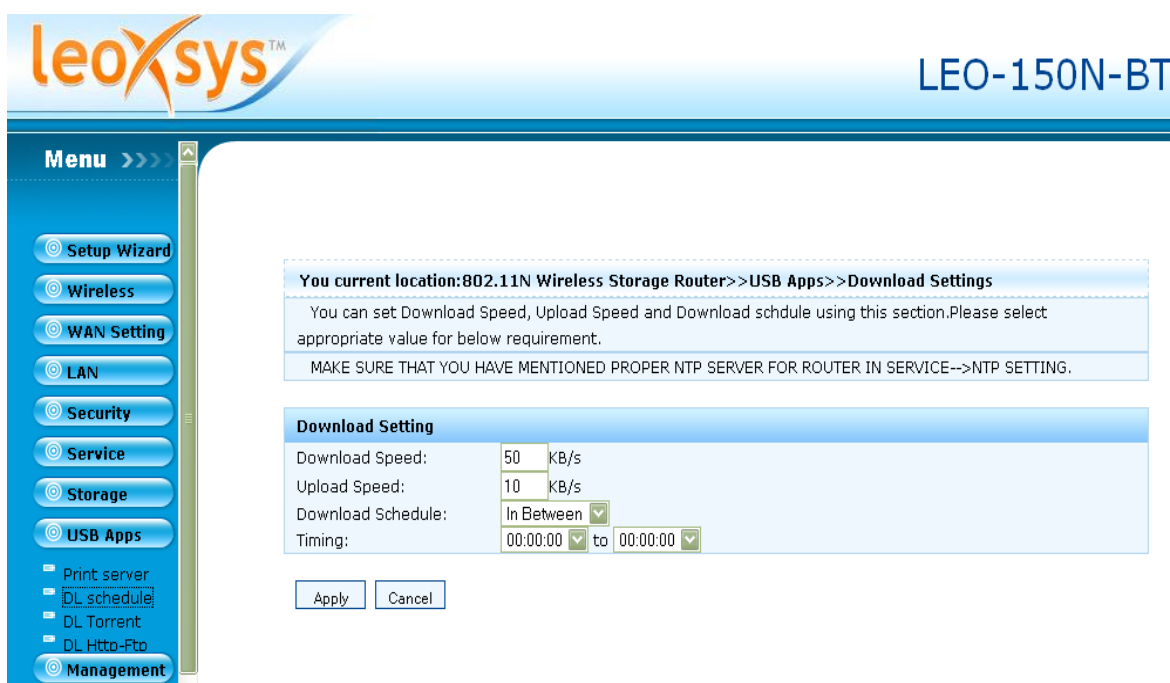 leoxsys™
LEO-150N-BT
Menu >>>>
Setup Wizard
Wireless
WAN Setting
LAN
Security
Service
Storage
USB Apps
Print server
DL schedule
DL Torrent
DL Http-Ftp
Management
You current location:802.11N Wireless Storage Router>>USB Apps>>Download Settings
You can set Download Speed, Upload Speed and Download schdule using this section.Please select
appropriate value for below requirement.
MAKE SURE THAT YOU HAVE MENTIONED PROPER NTP SERVER FOR ROUTER IN SERVICE-->NTP SETTING.
Download Setting
Download Speed: 50 KB/s
Upload Speed: 10 KB/s
Download Schedule: In Between
Timing: 00:00:00 to 00:00:00
Apply Cancel